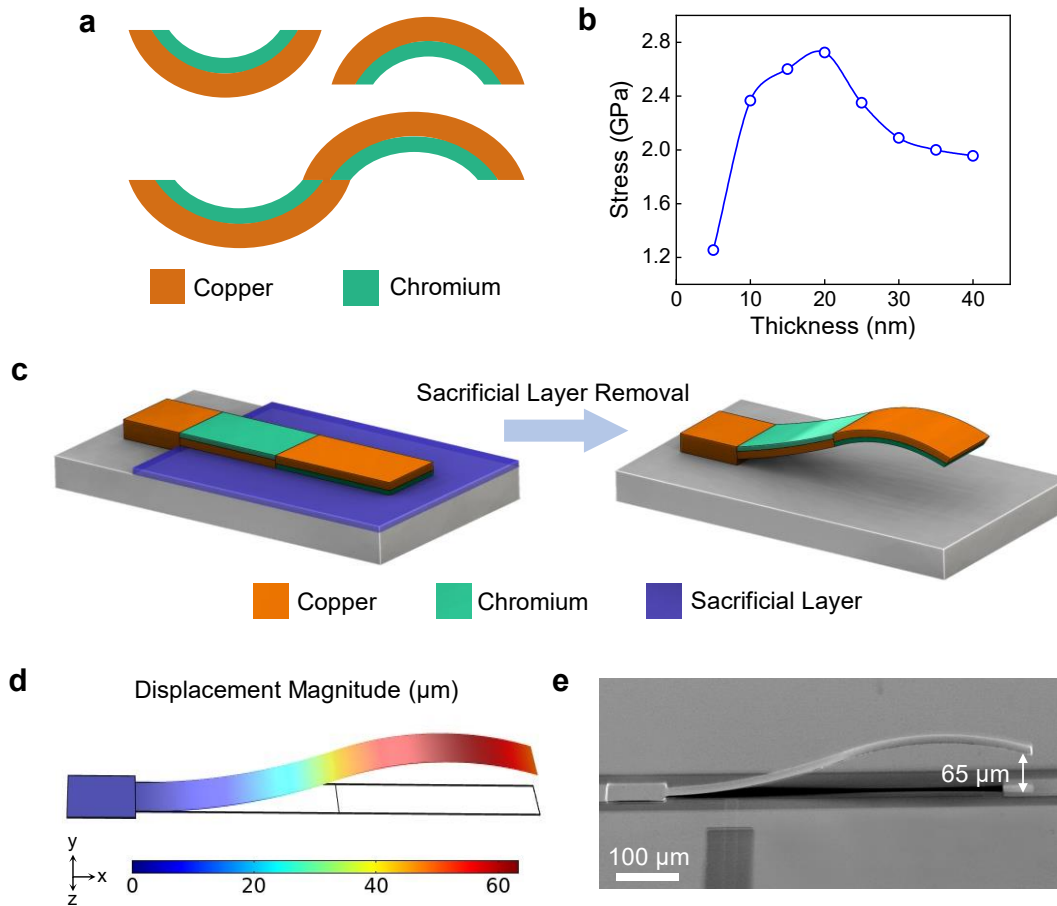 a
Copper
Chromium
b
Stress (GPa)
2.8
2.4
2.0
1.6
1.2
0 10 20 30 40
Thickness (nm)
c
Sacrificial Layer Removal
Copper
Chromium
Sacrificial Layer
d
Displacement Magnitude (µm)
y
x
z
0 20 40 60
e
65 µm
100 µm